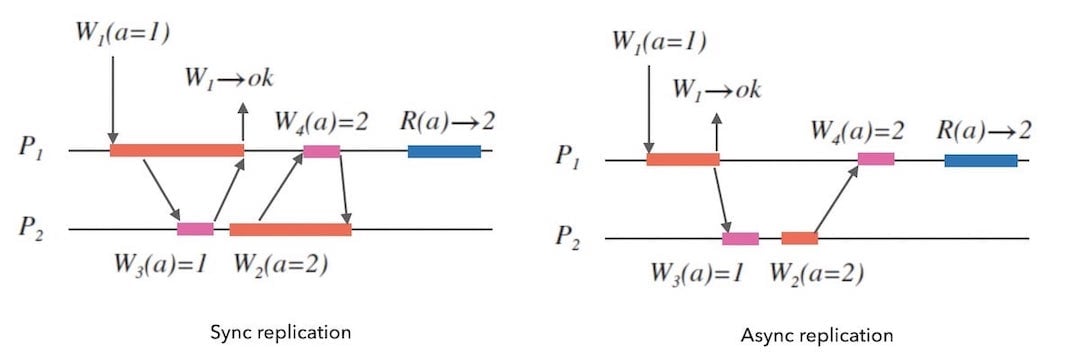 W₁(a=1)
W₁→ok
W₄(a)=2
R(a)→2
P₁
P₂
W₃(a)=1
W₂(a=2)
Sync replication
W₁(a=1)
W₁→ok
W₄(a)=2
R(a)→2
P₁
P₂
W₃(a)=1
W₂(a=2)
Async replication